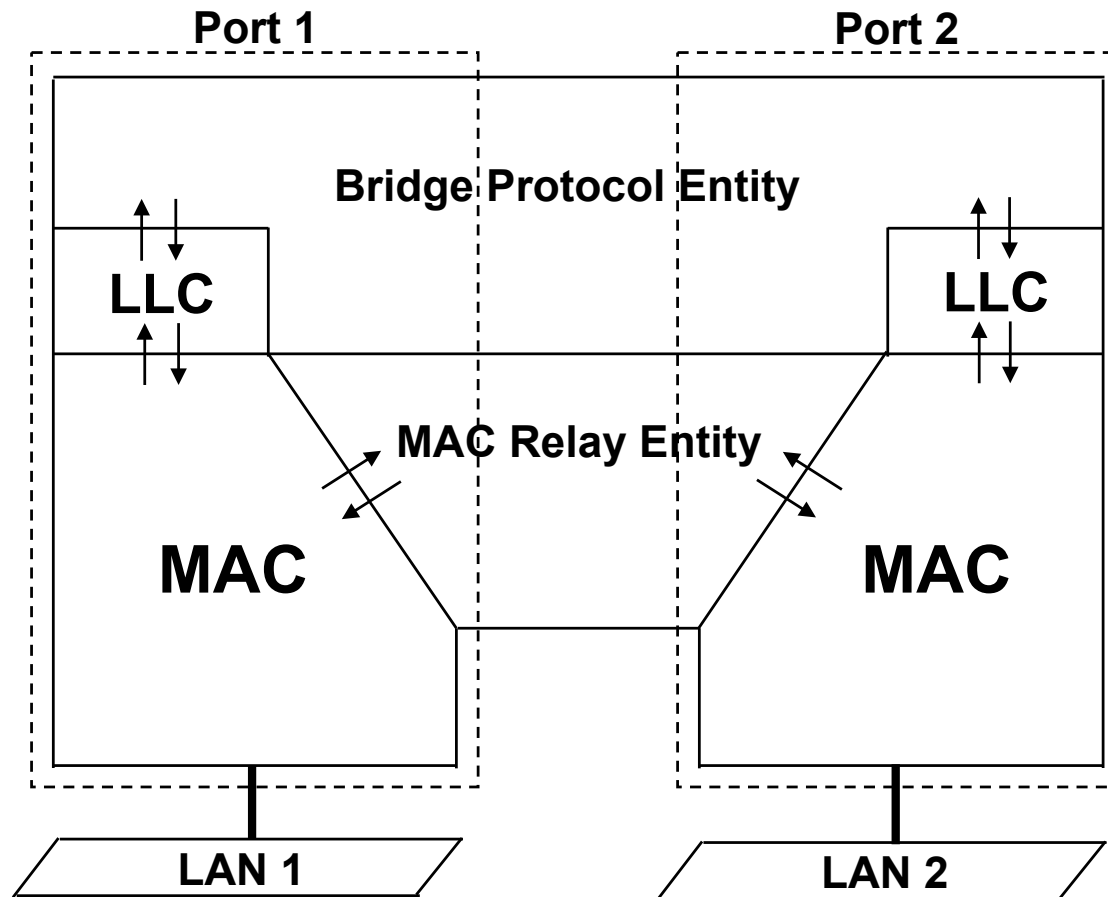 Port 1
Port 2
Bridge Protocol Entity
LLC
LLC
MAC Relay Entity
MAC
MAC
LAN 1
LAN 2